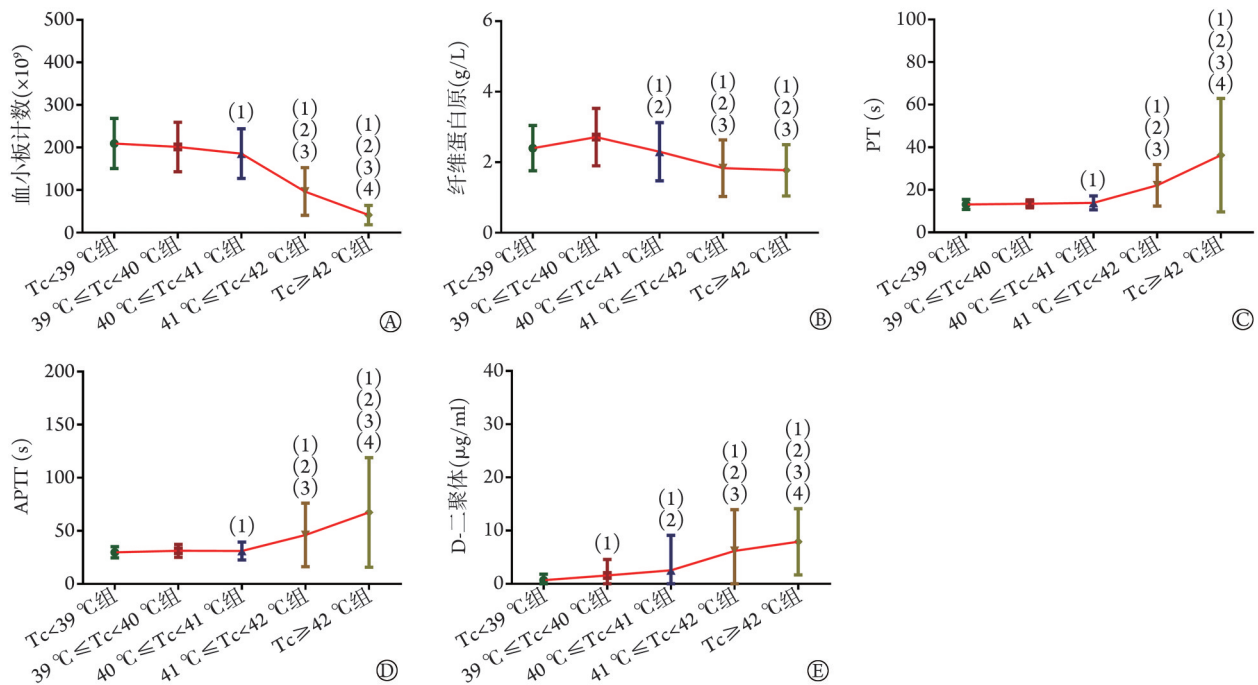 血小板计数(×10⁹)
500
400
300
200
100
0
(1)
(1)
(2)
(3)
(1)
(2)
(3)
(4)
Tc<39 ℃组
39 ℃≤Tc<40 ℃组
40 ℃≤Tc<41 ℃组
41 ℃≤Tc<42 ℃组
Tc≥42 ℃组
Ⓐ
纤维蛋白原(g/L)
6
4
2
0
(1)
(2)
(1)
(2)
(3)
(1)
(2)
(3)
Tc<39 ℃组
39 ℃≤Tc<40 ℃组
40 ℃≤Tc<41 ℃组
41 ℃≤Tc<42 ℃组
Tc≥42 ℃组
Ⓑ
PT (s)
100
80
60
40
20
0
(1)
(1)
(2)
(3)
(1)
(2)
(3)
(4)
Tc<39 ℃组
39 ℃≤Tc<40 ℃组
40 ℃≤Tc<41 ℃组
41 ℃≤Tc<42 ℃组
Tc≥42 ℃组
Ⓒ
APTT (s)
200
150
100
50
0
(1)
(1)
(2)
(3)
(1)
(2)
(3)
(4)
Tc<39 ℃组
39 ℃≤Tc<40 ℃组
40 ℃≤Tc<41 ℃组
41 ℃≤Tc<42 ℃组
Tc≥42 ℃组
Ⓓ
D-二聚体(μg/ml)
40
30
20
10
0
(1)
(1)
(2)
(1)
(2)
(3)
(1)
(2)
(3)
(4)
Tc<39 ℃组
39 ℃≤Tc<40 ℃组
40 ℃≤Tc<41 ℃组
41 ℃≤Tc<42 ℃组
Tc≥42 ℃组
Ⓔ